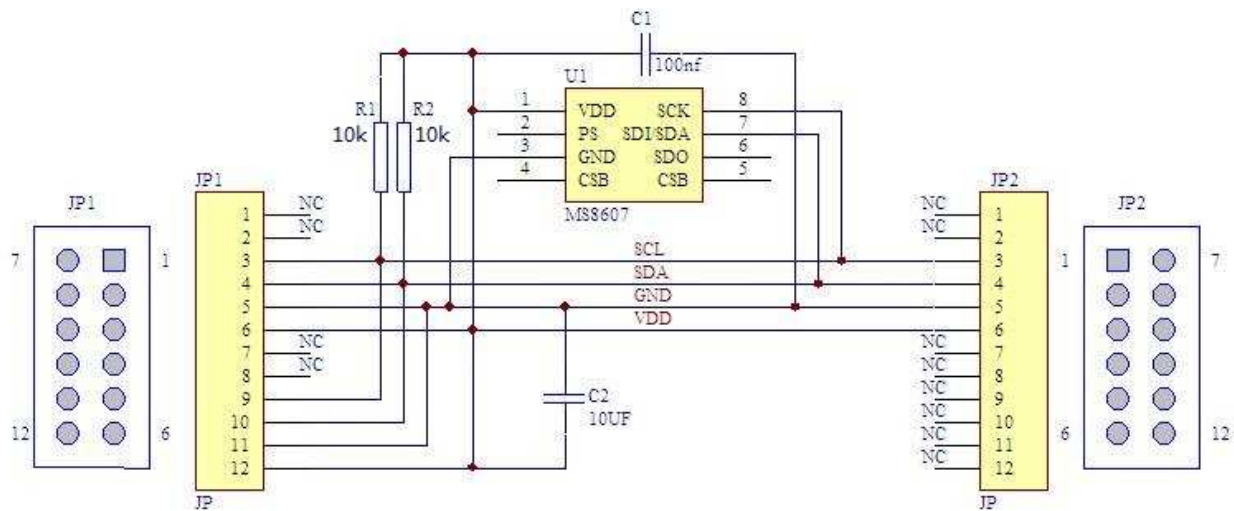 C1
100nf
U1
1 VDD SCK 8
2 PS SDI/SDA 7
3 GND SDO 6
4 CSB CSB 5
MS8607
R1 R2
10k 10k
JP1
JP1
7 1
12 6
1 NC
2 NC
3
4
5
6
7 NC
8 NC
9
10
11
12
JP
SCL
SDA
GND
VDD
C2
10UF
JP2
NC 1
NC 2
3
4
5
6
NC 7
NC 8
NC 9
NC 10
NC 11
NC 12
JP
JP2
1 7
6 12